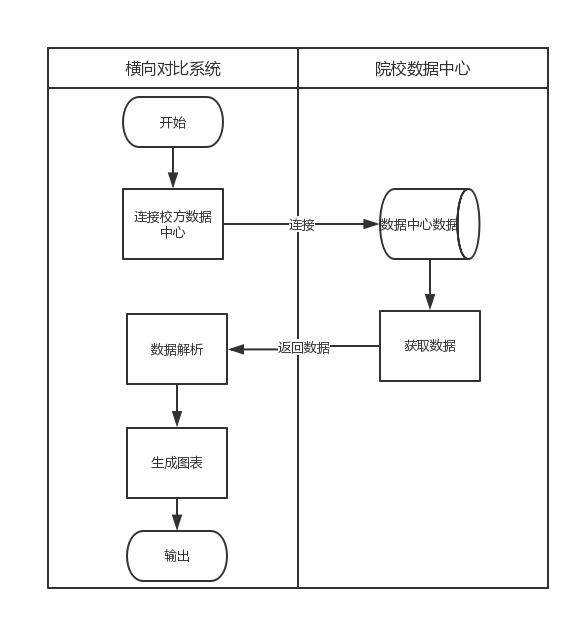 横向对比系统
院校数据中心
开始
连接校方数据
中心
连接
数据中心数据
数据解析
返回数据
获取数据
生成图表
输出